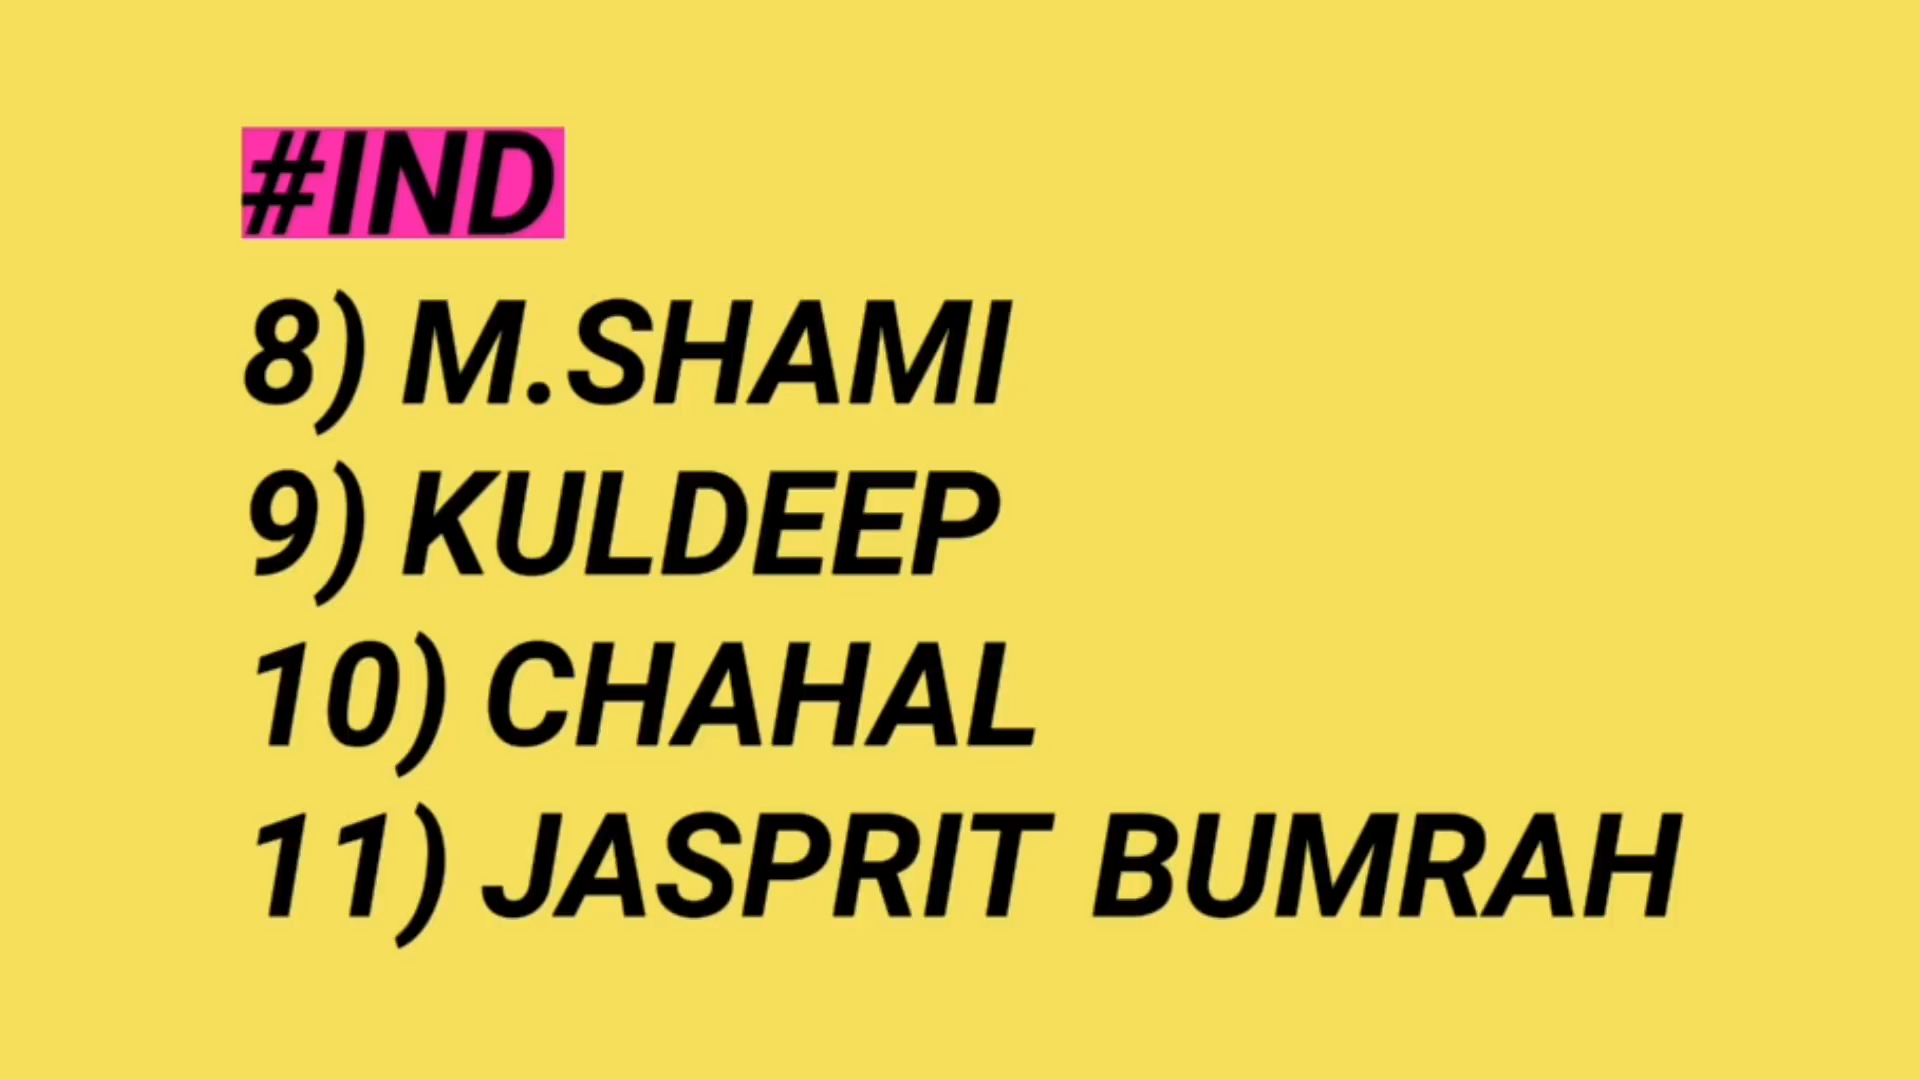 #IND
8) M.SHAMI
9) KULDEEP
10) CHAHAL
11) JASPRIT BUMRAH